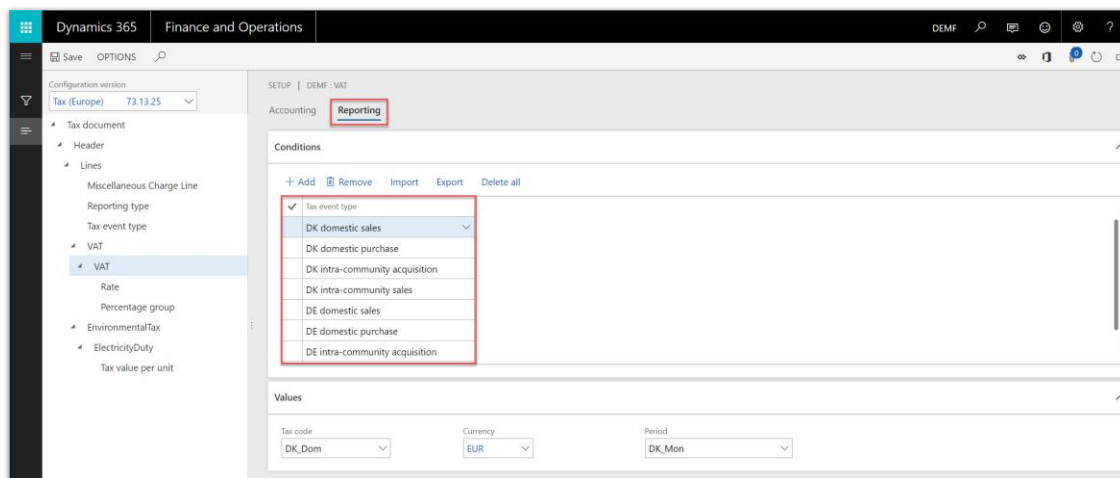 Dynamics 365 Finance and Operations DEMF ?
Save OPTIONS 0
Configuration version
Tax (Europe) 73.13.25
Tax document
Header
Lines
Miscellaneous Charge Line
Reporting type
Tax event type
VAT
VAT
Rate
Percentage group
EnvironmentalTax
ElectricityDuty
Tax value per unit
SETUP | DEMF : VAT
Accounting Reporting
Conditions
+ Add Remove Import Export Delete all
Tax event type
DK domestic sales
DK domestic purchase
DK intra-community acquisition
DK intra-community sales
DE domestic sales
DE domestic purchase
DE intra-community acquisition
Values
Tax code Currency Period
DK_Dom EUR DK_Mon